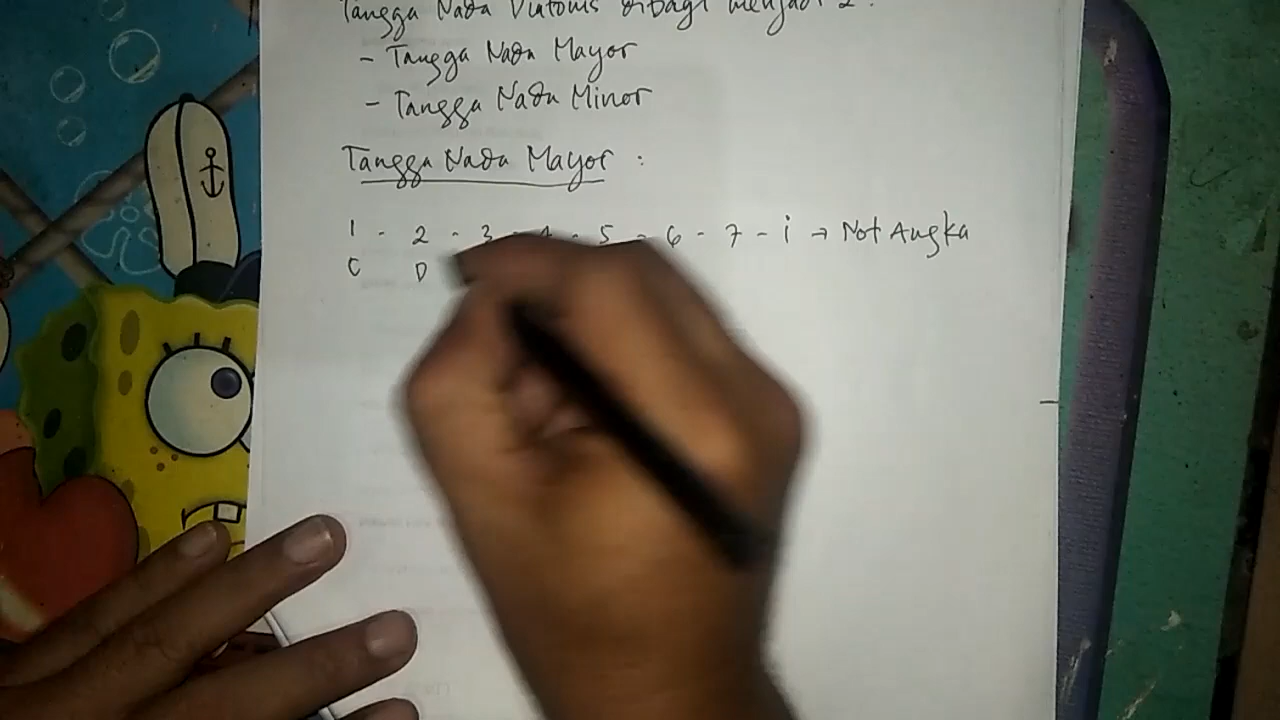 Tangga Nada Diatonis dibagi menjadi 2 :
- Tangga Nada Mayor
- Tangga Nada Minor
Tangga Nada Mayor :
1 - 2 - 3 - 4 - 5 - 6 - 7 - i → Not Angka
C D